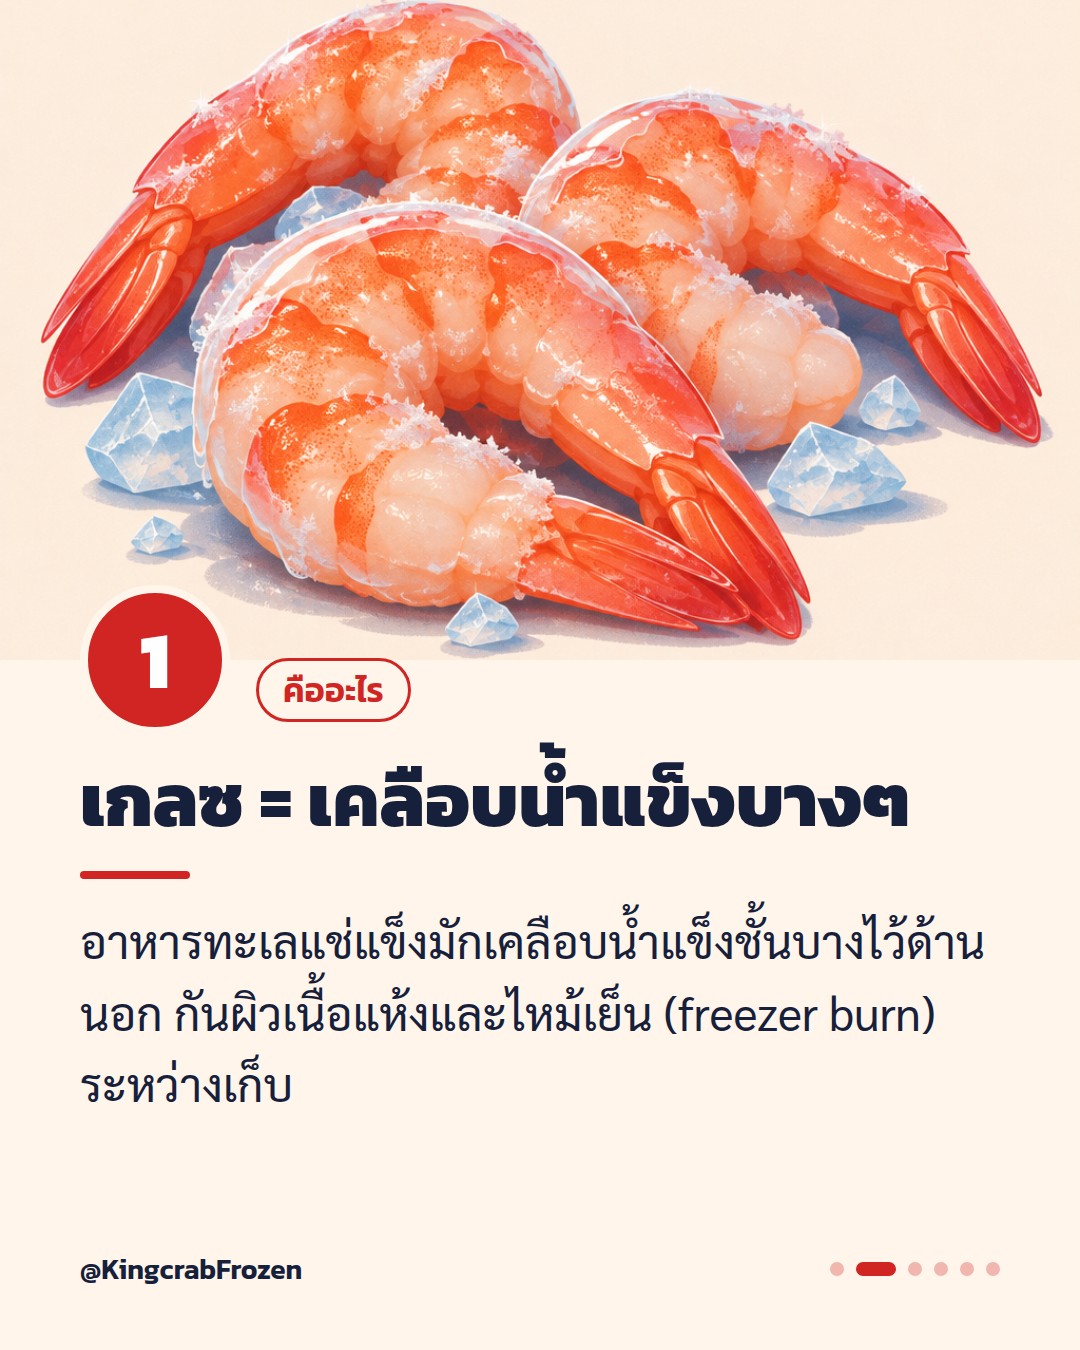 1
คืออะไร
เกลซ = เคลือบน้ำแข็งบางๆ
อาหารทะเลแช่แข็งมักเคลือบน้ำแข็งชั้นบางไว้ด้าน
นอก กันผิวเนื้อแห้งและไหม้เย็น (freezer burn)
ระหว่างเก็บ
@KingcrabFrozen